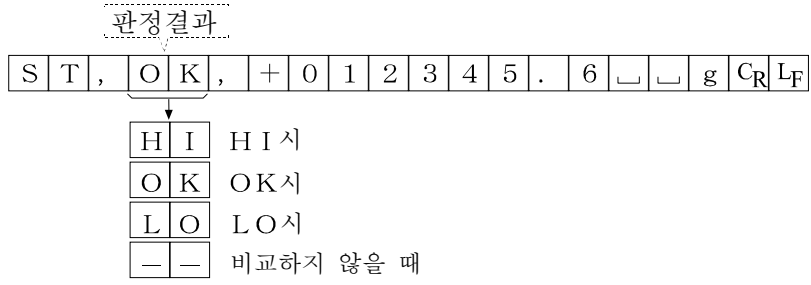 판정결과
S T , O K , + 0 1 2 3 4 5 . 6 ␣ ␣ g CR LF
H I HI시
O K OK시
L O LO시
– – 비교하지 않을 때